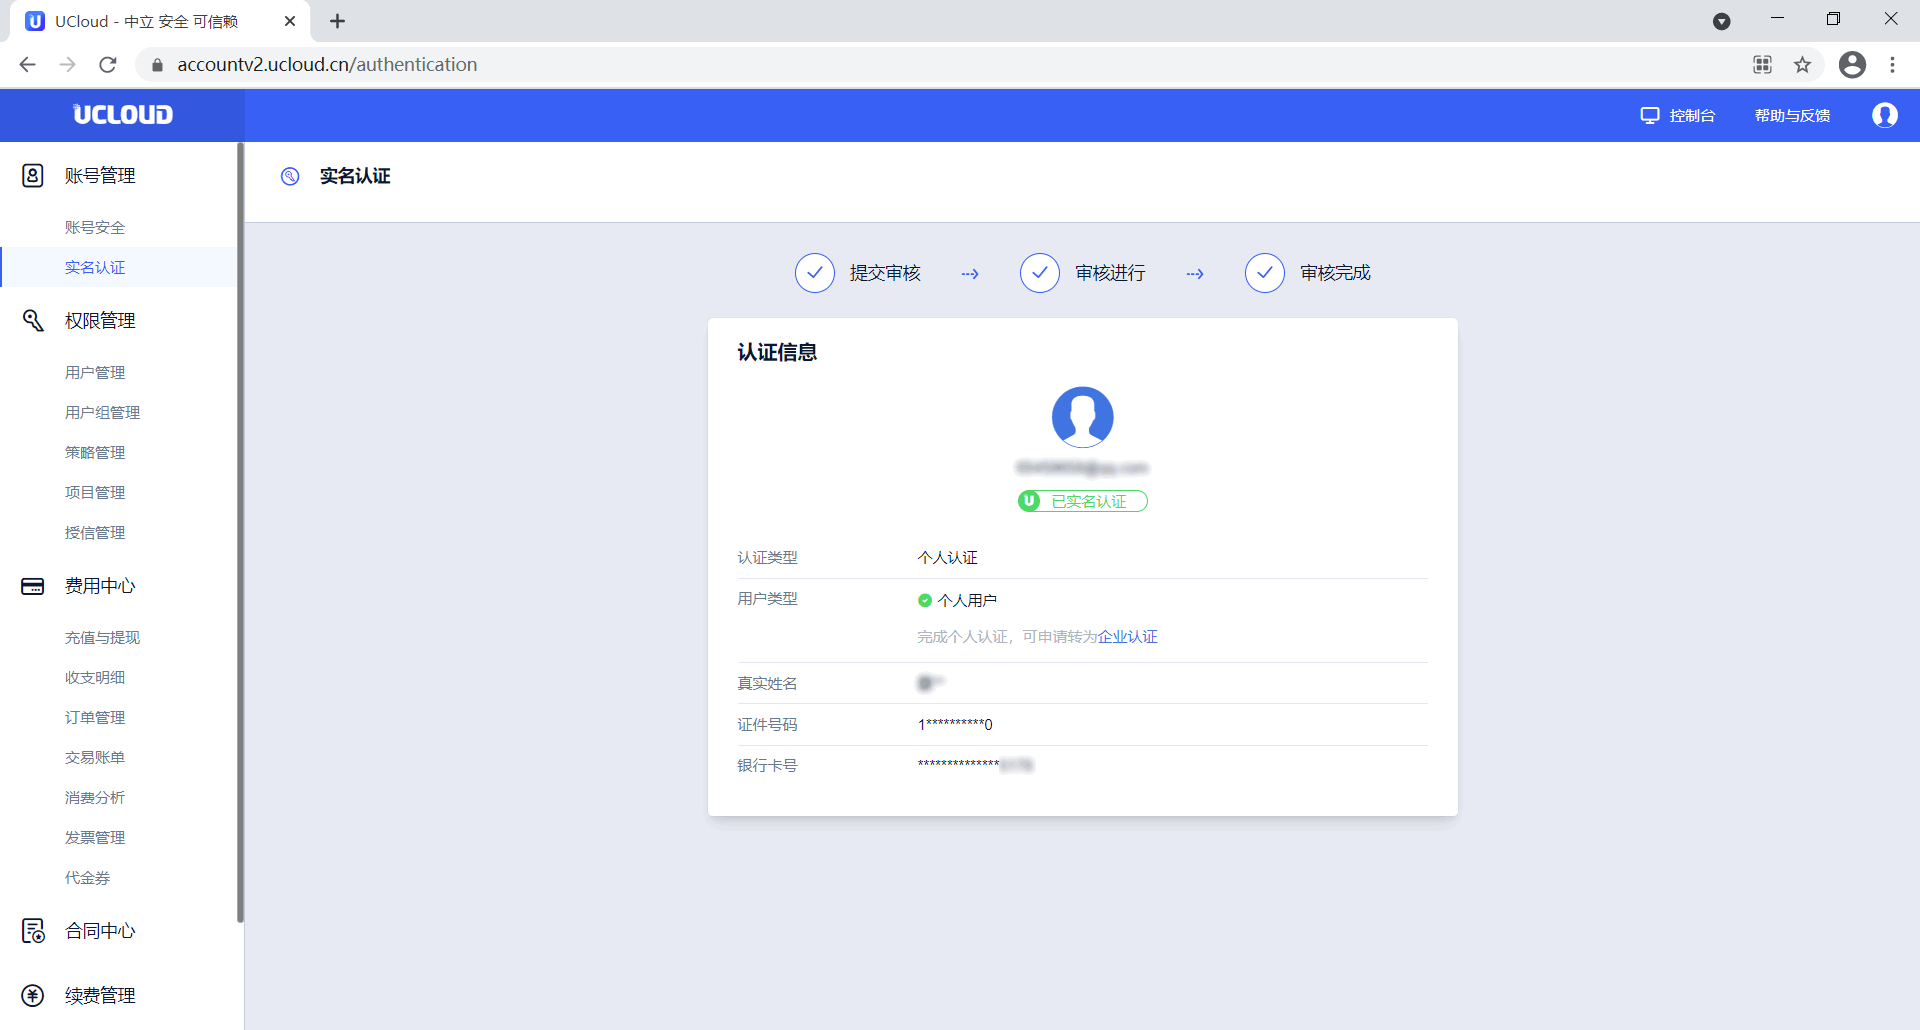 UCloud - 中立 安全 可信赖
accountv2.ucloud.cn/authentication
UCLOUD
控制台
帮助与反馈
账号管理
账号安全
实名认证
权限管理
用户管理
用户组管理
策略管理
项目管理
授信管理
费用中心
充值与提现
收支明细
订单管理
交易账单
消费分析
发票管理
代金券
合同中心
续费管理
实名认证
提交审核
审核进行
审核完成
认证信息
已实名认证
认证类型 个人认证
用户类型 个人用户
完成个人认证，可申请转为企业认证
真实姓名
证件号码 1**********0
银行卡号 **************